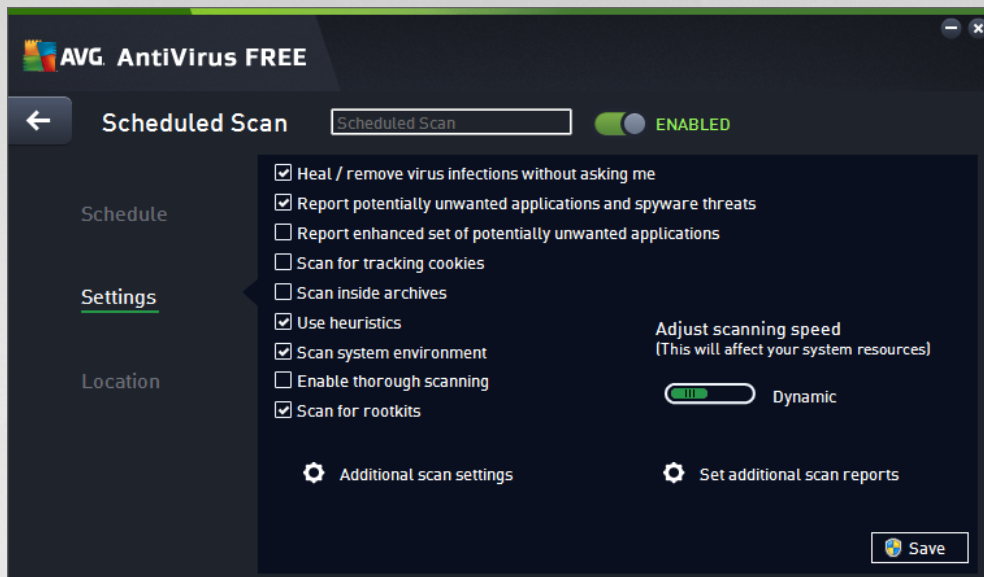 AVG. AntiVirus FREE
Scheduled Scan
Scheduled Scan
ENABLED
Schedule
Settings
Location
Heal / remove virus infections without asking me
Report potentially unwanted applications and spyware threats
Report enhanced set of potentially unwanted applications
Scan for tracking cookies
Scan inside archives
Use heuristics
Scan system environment
Enable thorough scanning
Scan for rootkits
Adjust scanning speed
(This will affect your system resources)
Dynamic
Additional scan settings
Set additional scan reports
Save